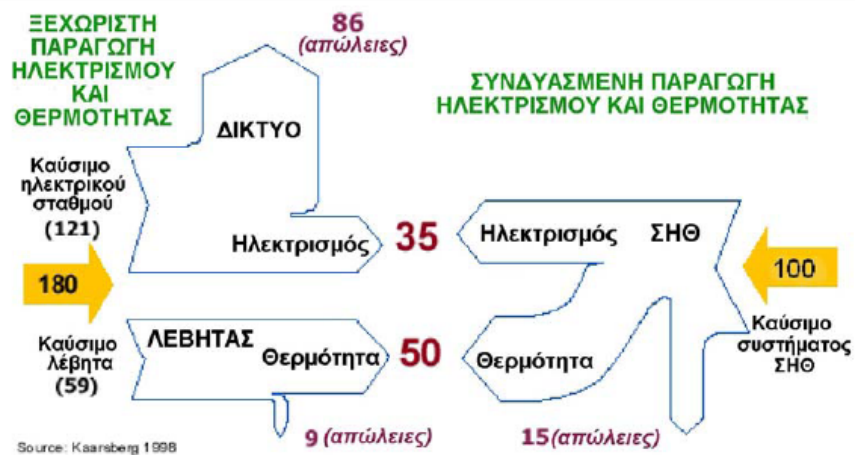 ΞΕΧΩΡΙΣΤΗ
ΠΑΡΑΓΩΓΗ
ΗΛΕΚΤΡΙΣΜΟΥ
ΚΑΙ
ΘΕΡΜΟΤΗΤΑΣ
86
(απώλειες)
ΣΥΝΔΥΑΣΜΕΝΗ ΠΑΡΑΓΩΓΗ
ΗΛΕΚΤΡΙΣΜΟΥ ΚΑΙ ΘΕΡΜΟΤΗΤΑΣ
ΔΙΚΤΥΟ
Καύσιμο
ηλεκτρικού
σταθμού
(121)
Ηλεκτρισμός
35
Ηλεκτρισμός
ΣΗΘ
180
100
ΛΕΒΗΤΑΣ
Καύσιμο
λέβητα
(59)
Θερμότητα
50
Θερμότητα
Καύσιμο
συστήματος
ΣΗΘ
9 (απώλειες)
15(απώλειες)
Source: Kaarsberg 1998